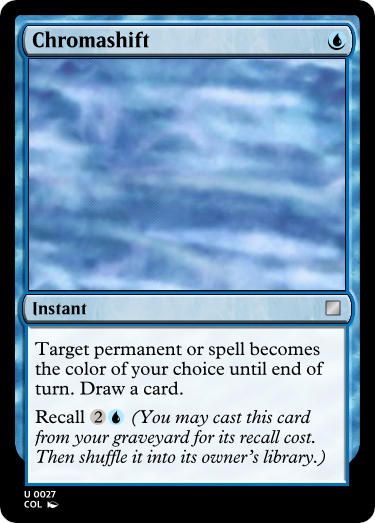 Chromashift
Instant
Target permanent or spell becomes
the color of your choice until end of
turn. Draw a card.
Recall 2 (You may cast this card
from your graveyard for its recall cost.
Then shuffle it into its owner's library.)
U 0027
COL